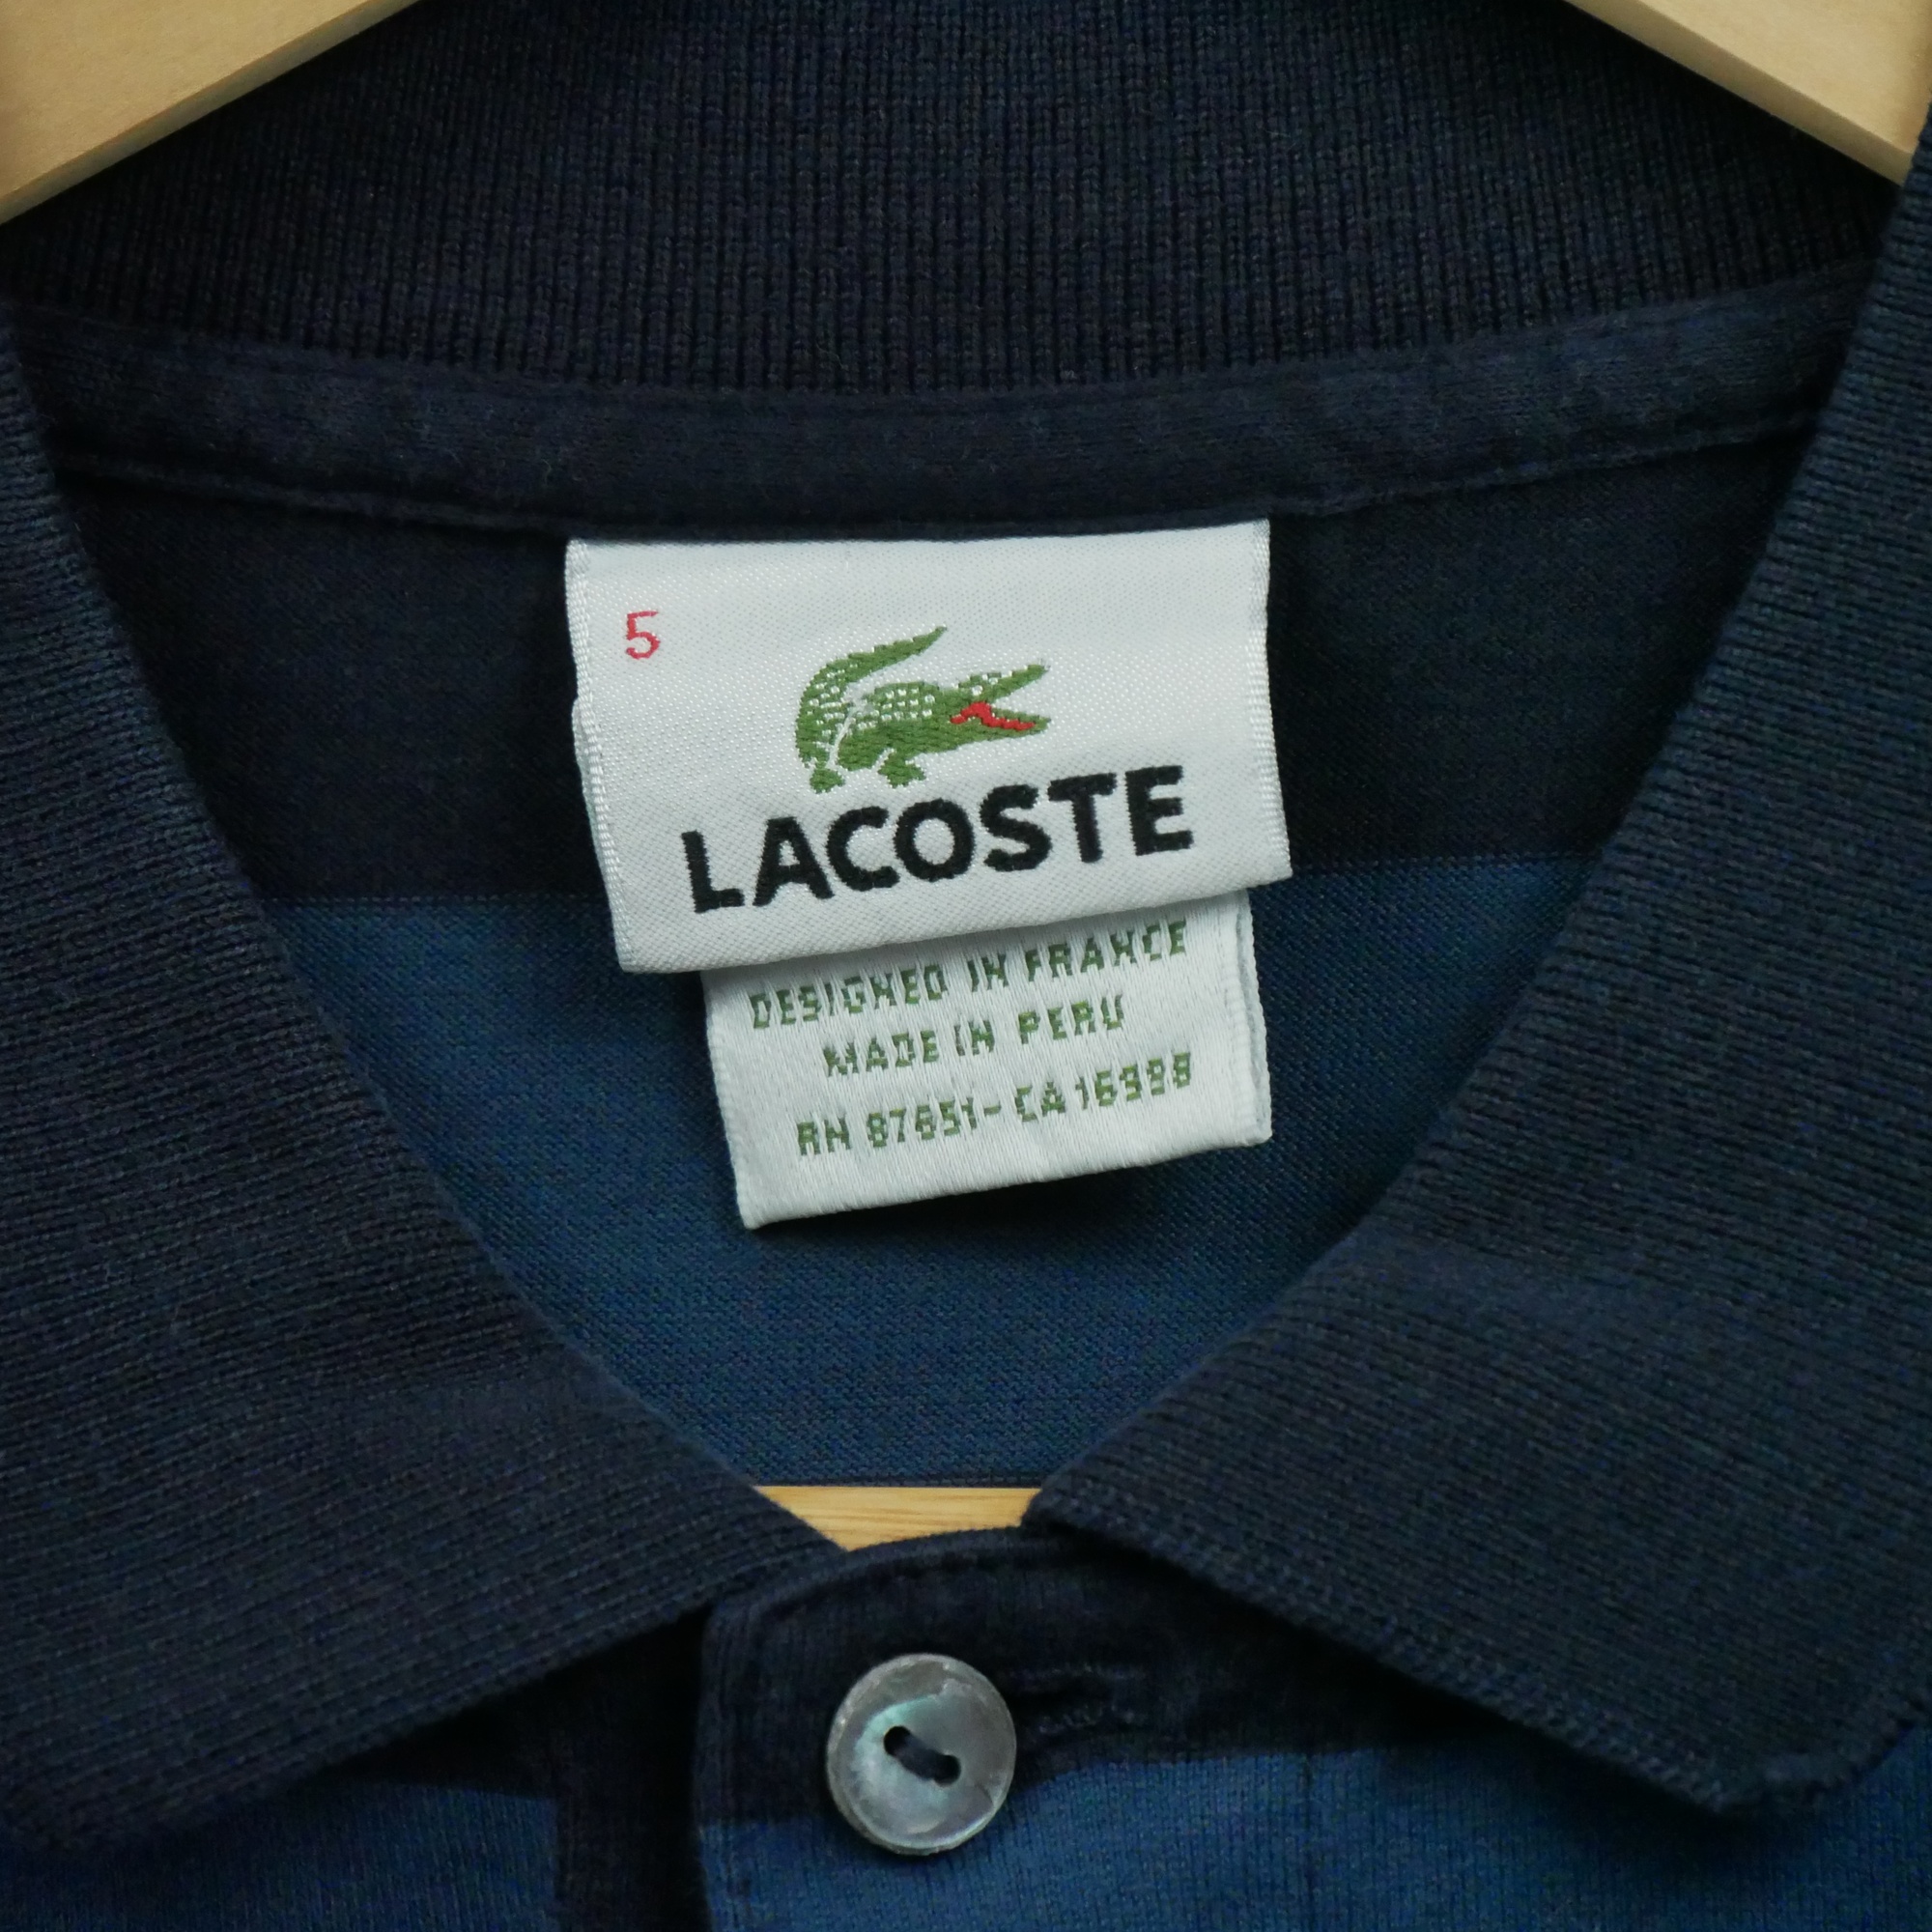 5
LACOSTE
DESIGNED IN FRANCE
MADE IN PERU
RN 87651-CA 16998